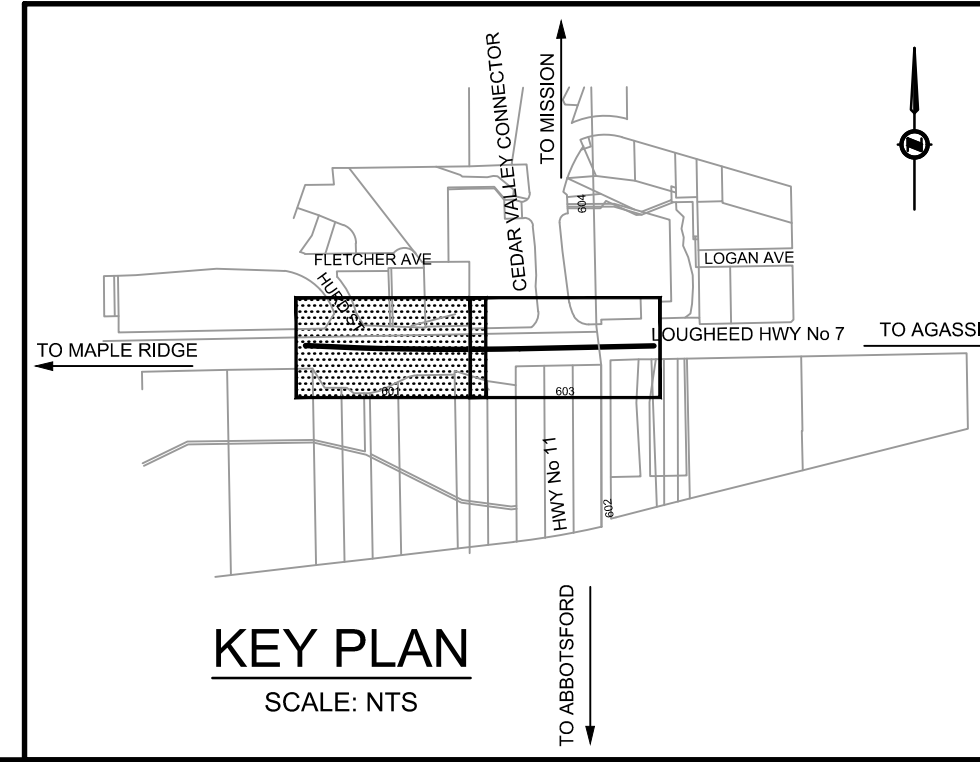 CEDAR VALLEY CONNECTOR
TO MISSION
604
FLETCHER AVE
LOGAN AVE
HURD ST
LOUGHEED HWY No 7
TO AGASSI
TO MAPLE RIDGE
601
603
HWY No 11
602
KEY PLAN
SCALE: NTS
TO ABBOTSFORD